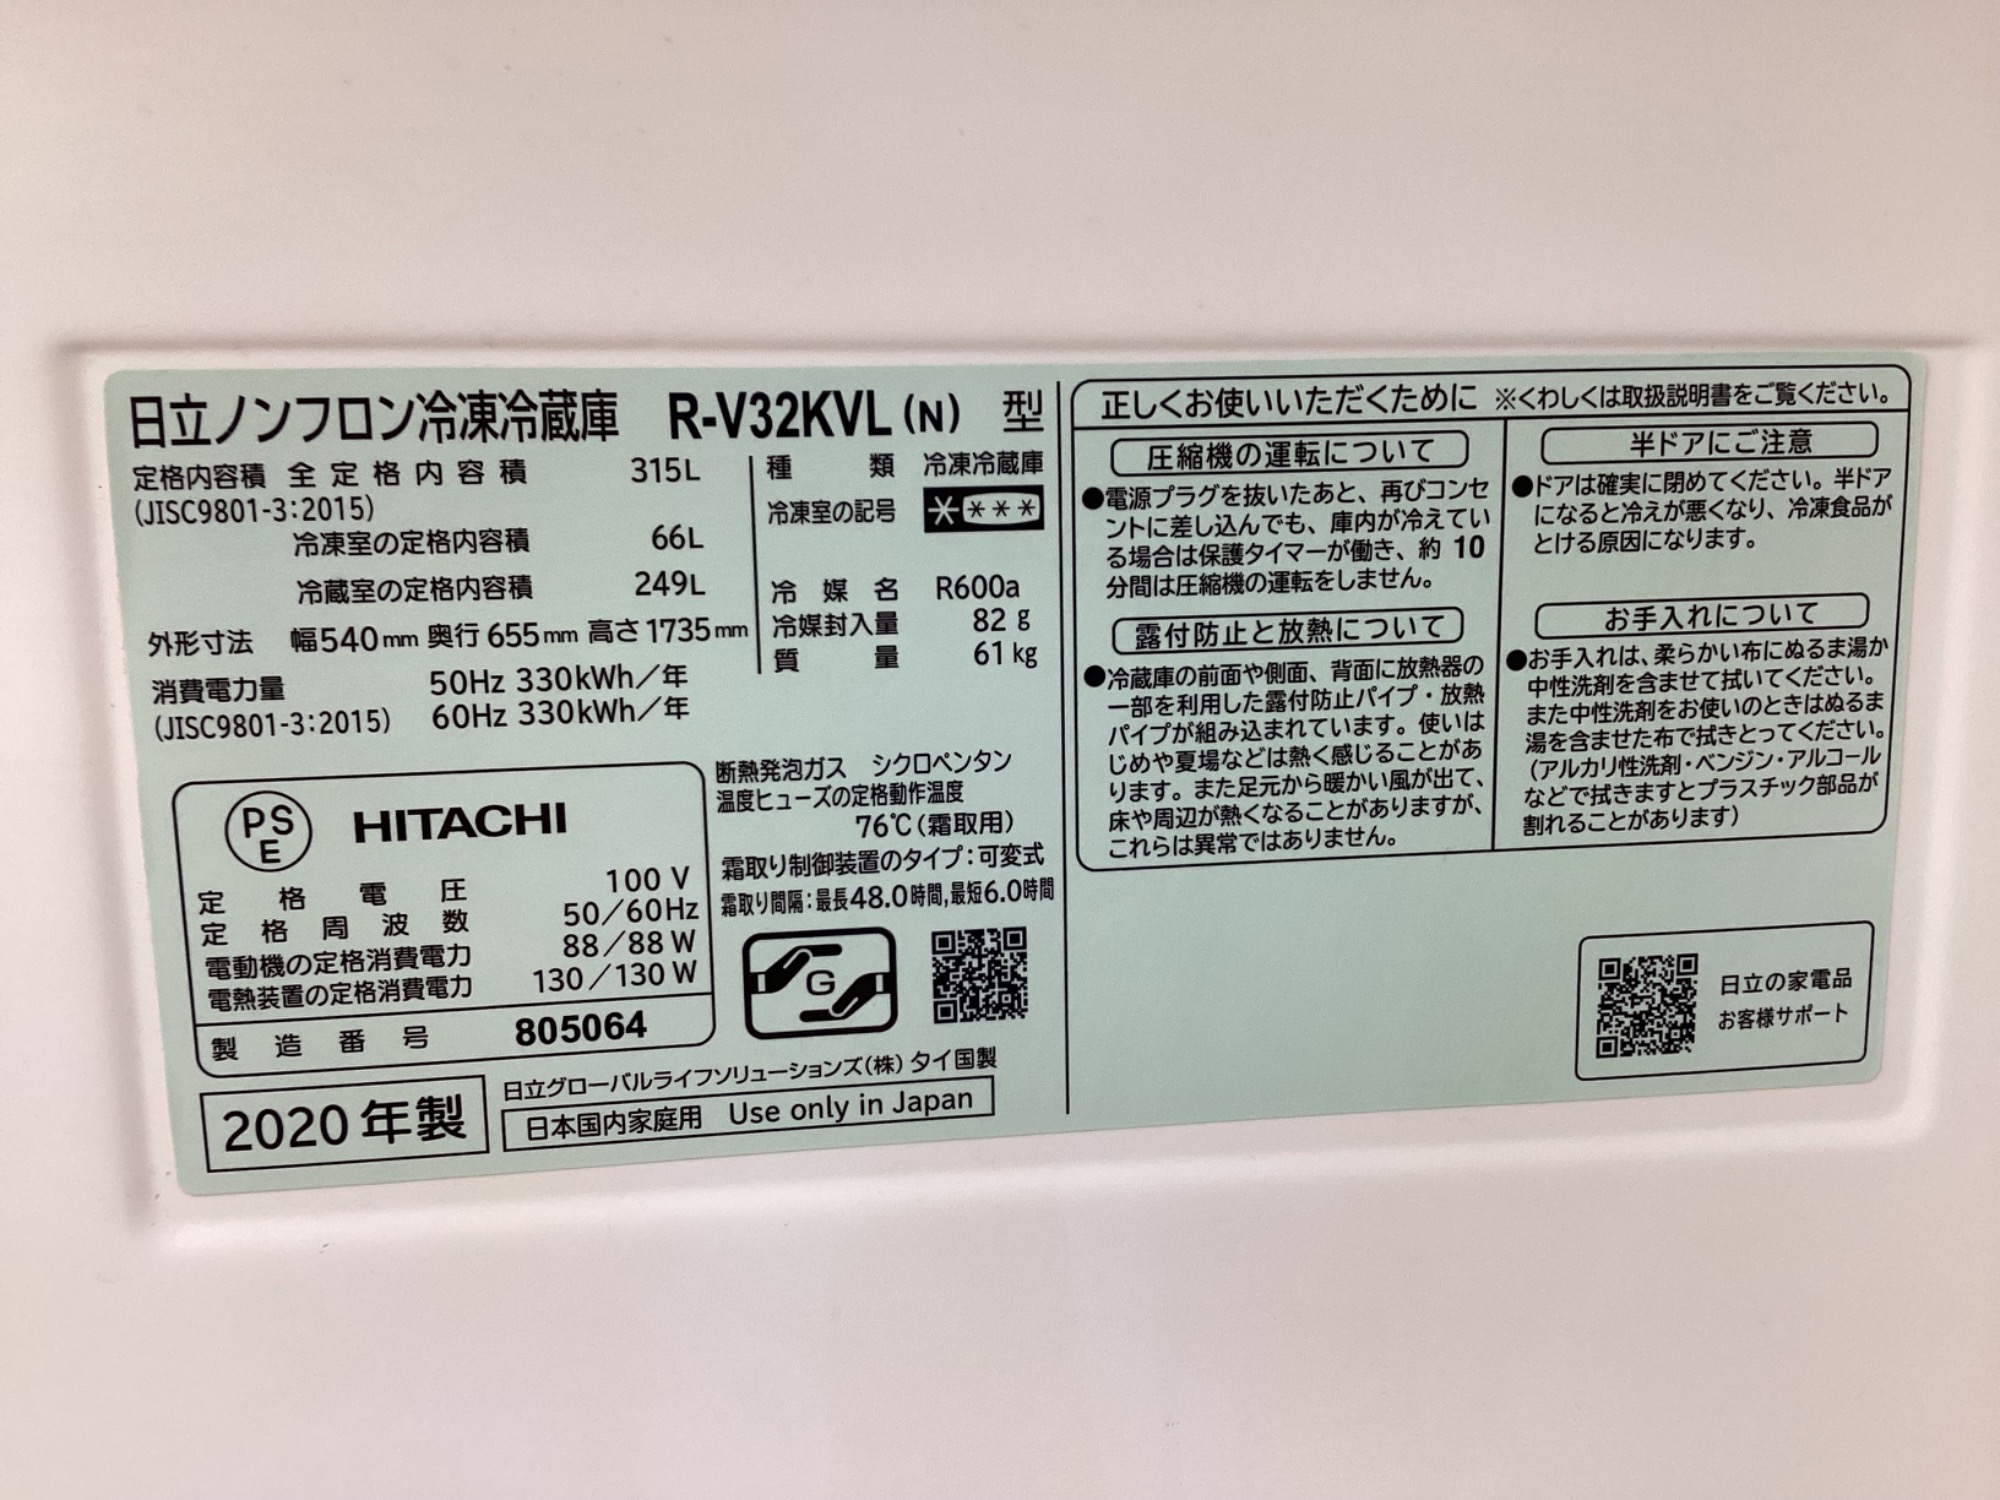 日立ノンフロン冷凍冷蔵庫 R-V32KVL (N) 型
定格内容積 全定格内容積 315L
(JISC9801-3:2015)
冷凍室の定格内容積 66L
冷蔵室の定格内容積 249L
外形寸法 幅540mm 奥行655mm 高さ1735mm
消費電力量 50Hz 330kWh／年
(JISC9801-3:2015) 60Hz 330kWh／年
種類 冷凍冷蔵庫
冷凍室の記号 ****
冷媒名 R600a
冷媒封入量 82g
質量 61kg
PSE HITACHI
定格電圧 100V
定格周波数 50／60Hz
電動機の定格消費電力 88／88W
電熱装置の定格消費電力 130／130W
製造番号 805064
断熱発泡ガス シクロペンタン
温度ヒューズの定格動作温度
76℃(霜取用)
霜取り制御装置のタイプ:可変式
霜取り間隔:最長48.0時間,最短6.0時間
G
2020年製
日立グローバルライフソリューションズ(株) タイ国製
日本国内家庭用 Use only in Japan
正しくお使いいただくために ※くわしくは取扱説明書をご覧ください。
圧縮機の運転について
●電源プラグを抜いたあと、再びコンセ
ントに差し込んでも、庫内が冷えてい
る場合は保護タイマーが働き、約10
分間は圧縮機の運転をしません。
露付防止と放熱について
●冷蔵庫の前面や側面、背面に放熱器の
一部を利用した露付防止パイプ・放熱
パイプが組み込まれています。使いは
じめや夏場などは熱く感じることがあ
ります。また足元から暖かい風が出て、
床や周辺が熱くなることがありますが、
これらは異常ではありません。
半ドアにご注意
●ドアは確実に閉めてください。半ドア
になると冷えが悪くなり、冷凍食品が
とける原因になります。
お手入れについて
●お手入れは、柔らかい布にぬるま湯か
中性洗剤を含ませて拭いてください。
また中性洗剤をお使いのときはぬるま
湯を含ませた布で拭きとってください。
(アルカリ性洗剤・ベンジン・アルコール
などで拭きますとプラスチック部品が
割れることがあります)
日立の家電品
お客様サポート